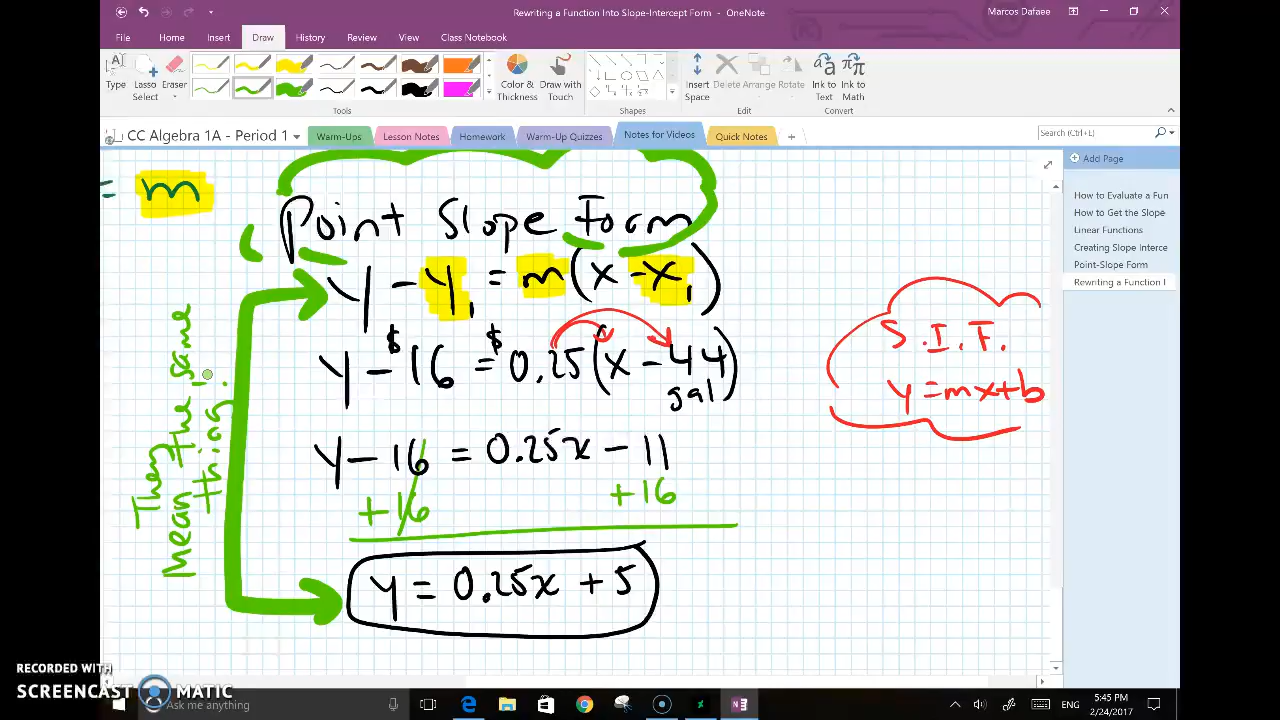 Rewriting a Function Into Slope-Intercept Form - OneNote
Marcos Dafaee
File Home Insert Draw History Review View Class Notebook
Type
Lasso Select
Eraser
Color & Thickness
Draw with Touch
Insert Space
Delete
Arrange
Rotate
Ink to Text
Ink to Math
Tools
Shapes
Edit
Convert
CC Algebra 1A - Period 1
Warm-Ups Lesson Notes Homework Warm-Up Quizzes Notes for Videos Quick Notes
Search (Ctrl+E)
Add Page
How to Evaluate a Fun
How to Get the Slope
Linear Functions
Creating Slope Interce
Point-Slope Form
Rewriting a Function I
= m
Point Slope Form
y - y₁ = m(x - x₁)
y - $16 = $0.25(x - 44)
gal
y - 16 = 0.25x - 11
+16 +16
y = 0.25x + 5
They
mean the same
thing.
S.I.F.
y = mx+b
RECORDED WITH
SCREENCAST MATIC
Ask me anything
ENG
5:45 PM
2/24/2017